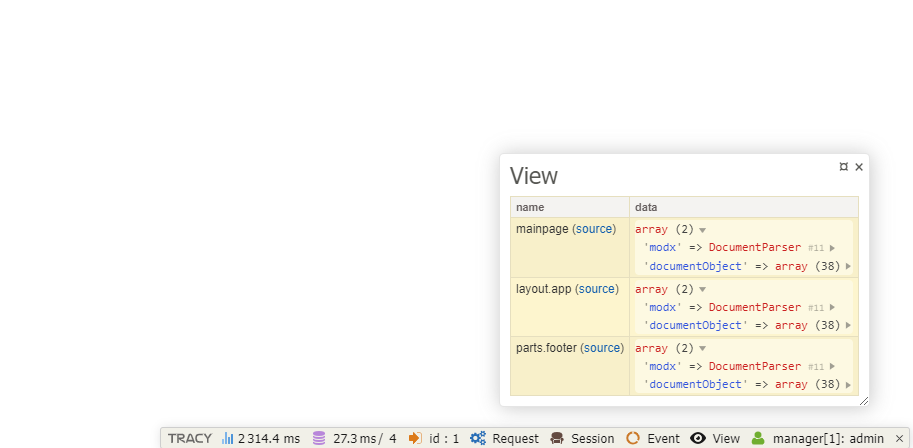 View
name data
mainpage (source) array (2)
'modx' => DocumentParser #11
'documentObject' => array (38)
layout.app (source) array (2)
'modx' => DocumentParser #11
'documentObject' => array (38)
parts.footer (source) array (2)
'modx' => DocumentParser #11
'documentObject' => array (38)
TRACY 2 314.4 ms 27.3 ms / 4 id : 1 Request Session Event View manager[1]: admin